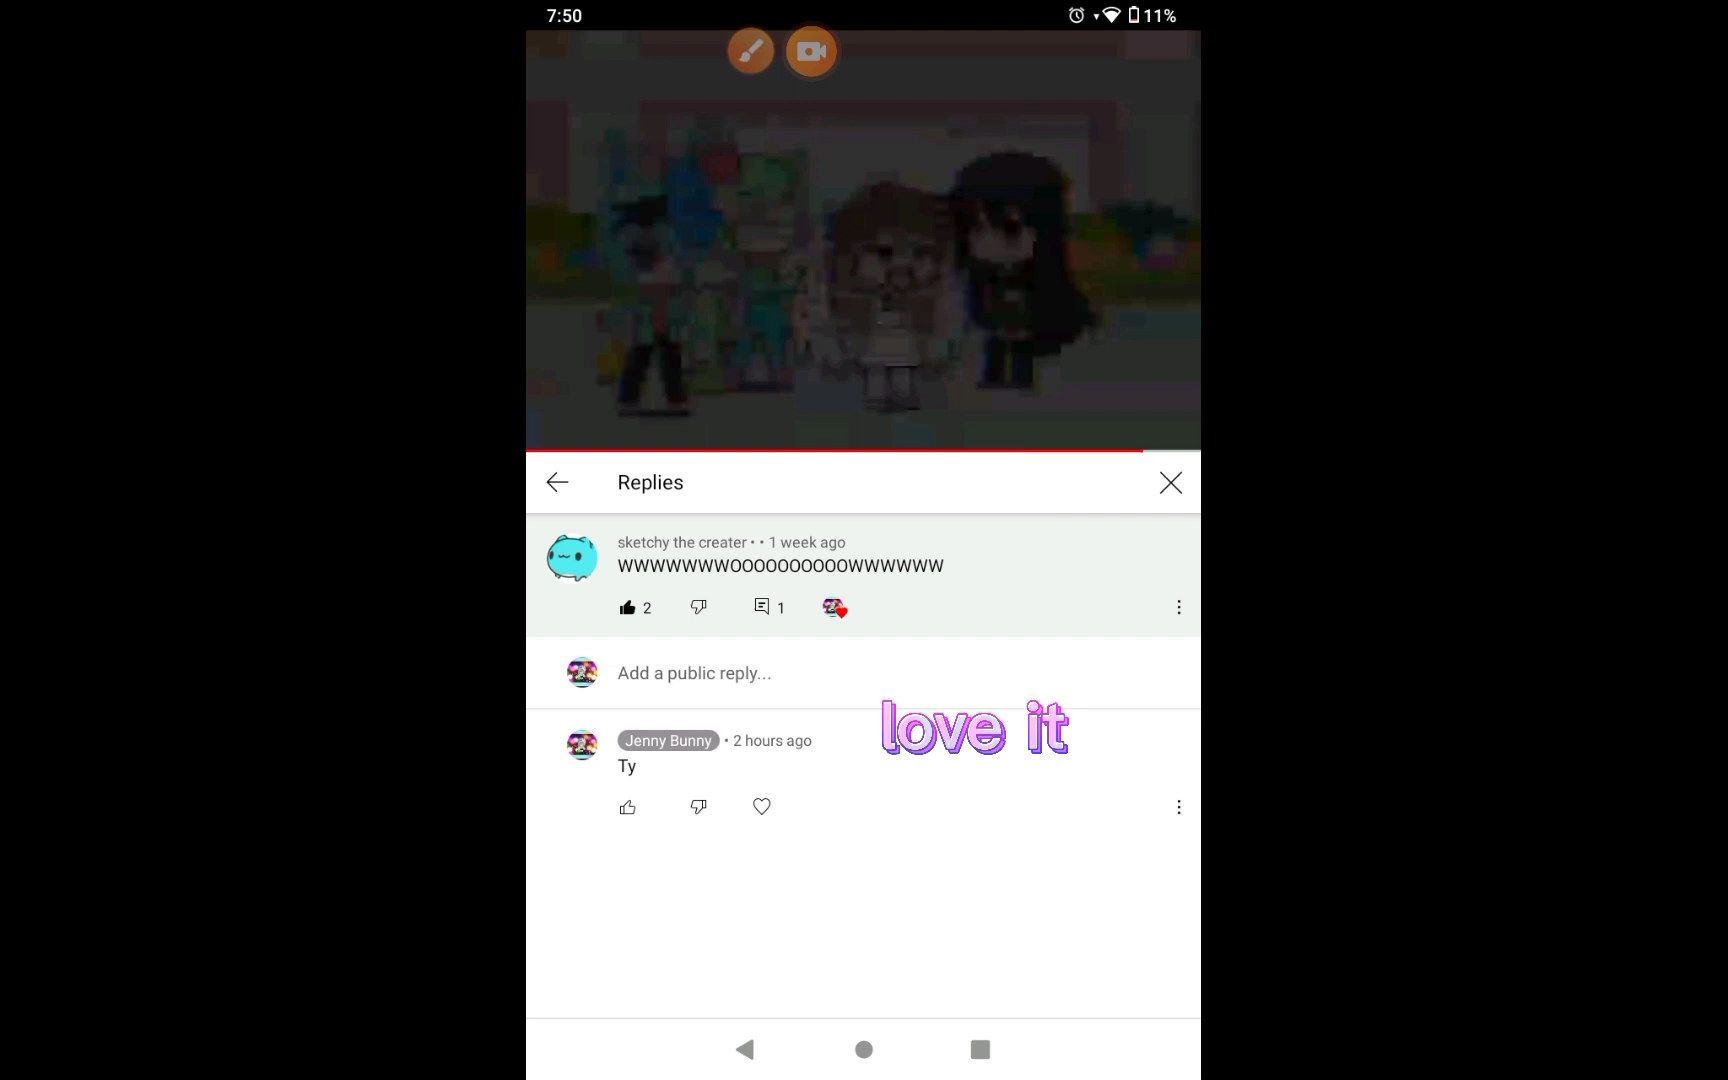 7:50
11%
Replies
sketchy the creater • • 1 week ago
WWWWWWWOOOOOOOOOOWWWWWW
2
1
Add a public reply...
love it
Jenny Bunny • 2 hours ago
Ty